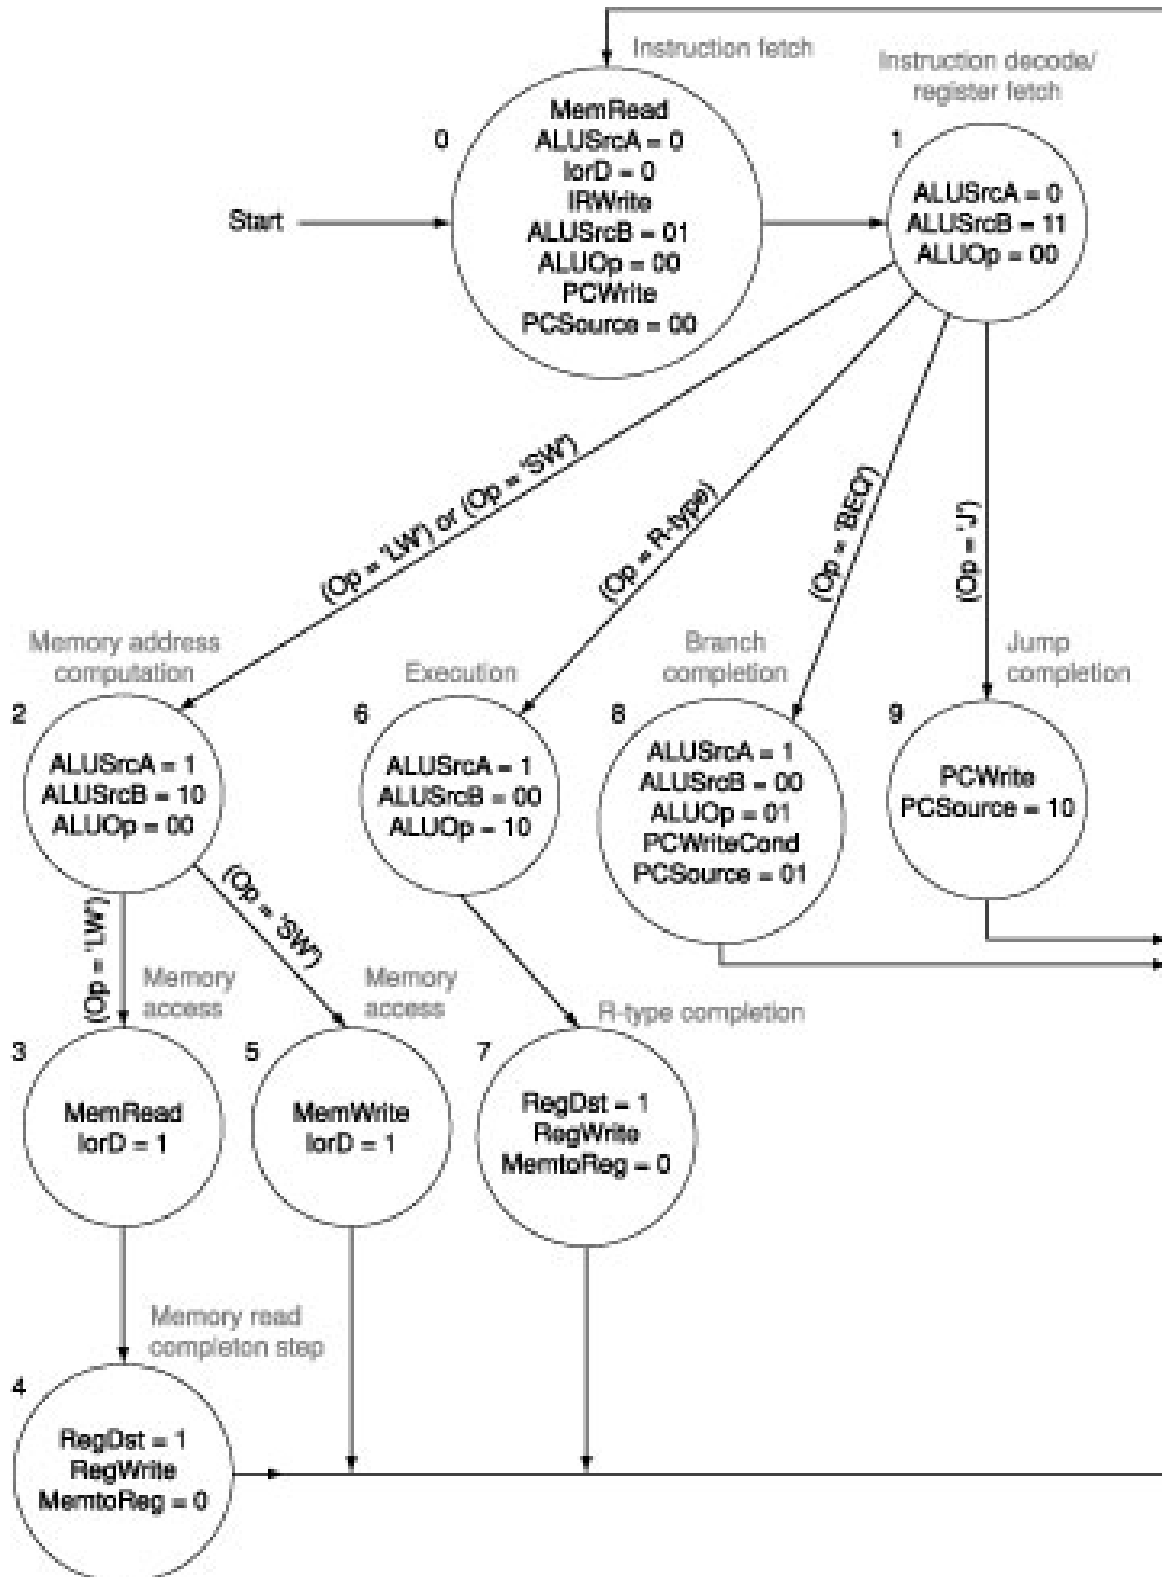 Instruction fetch
Instruction decode/
register fetch
0
MemRead
ALUSrcA = 0
IorD = 0
IRWrite
ALUSrcB = 01
ALUOp = 00
PCWrite
PCSource = 00
Start
1
ALUSrcA = 0
ALUSrcB = 11
ALUOp = 00
(Op = 'LW') or (Op = 'SW')
(Op = R-type)
(Op = 'BEQ')
(Op = 'J')
Memory address
computation
2
ALUSrcA = 1
ALUSrcB = 10
ALUOp = 00
Execution
6
ALUSrcA = 1
ALUSrcB = 00
ALUOp = 10
Branch
completion
8
ALUSrcA = 1
ALUSrcB = 00
ALUOp = 01
PCWriteCond
PCSource = 01
Jump
completion
9
PCWrite
PCSource = 10
(Op = 'LW')
(Op = 'SW')
Memory
access
3
MemRead
IorD = 1
Memory
access
5
MemWrite
IorD = 1
R-type completion
7
RegDst = 1
RegWrite
MemtoReg = 0
Memory read
completon step
4
RegDst = 1
RegWrite
MemtoReg = 0